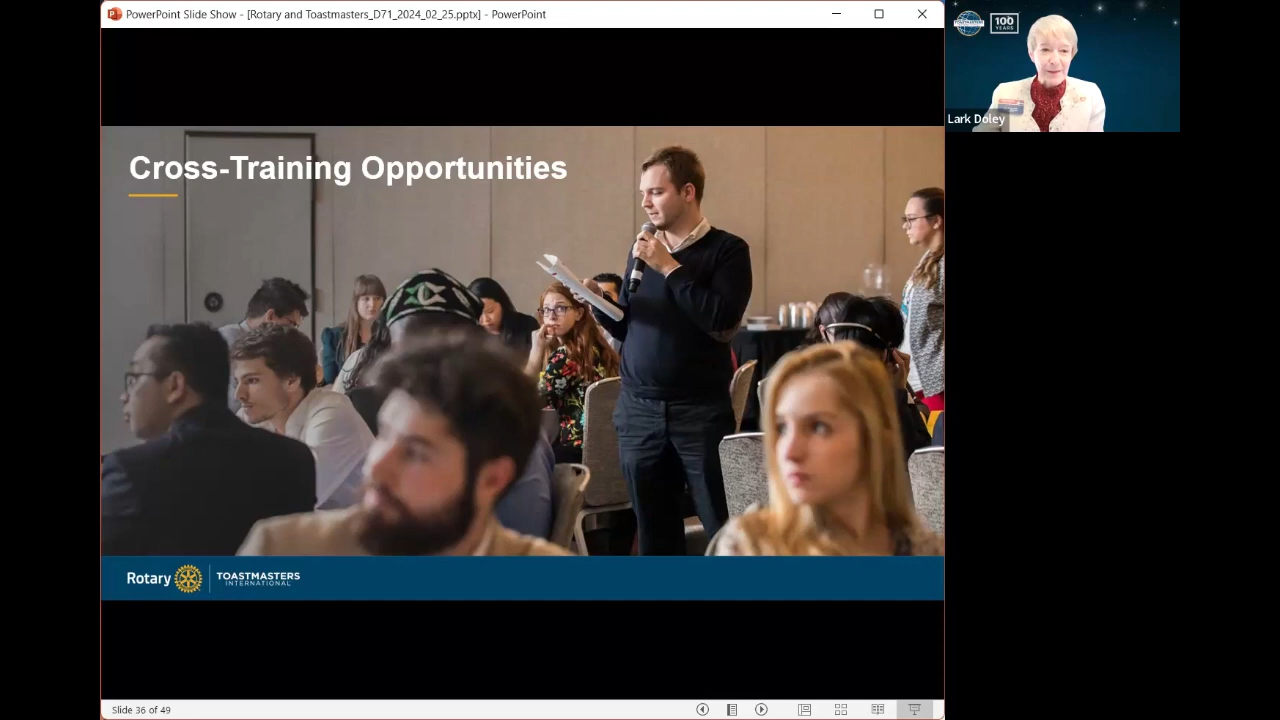 PowerPoint Slide Show - [Rotary and Toastmasters_D71_2024_02_25.pptx] - PowerPoint
100
YEARS
TOASTMASTERS
Lark Doley
Cross-Training Opportunities
Rotary
TOASTMASTERS
INTERNATIONAL
Slide 36 of 49